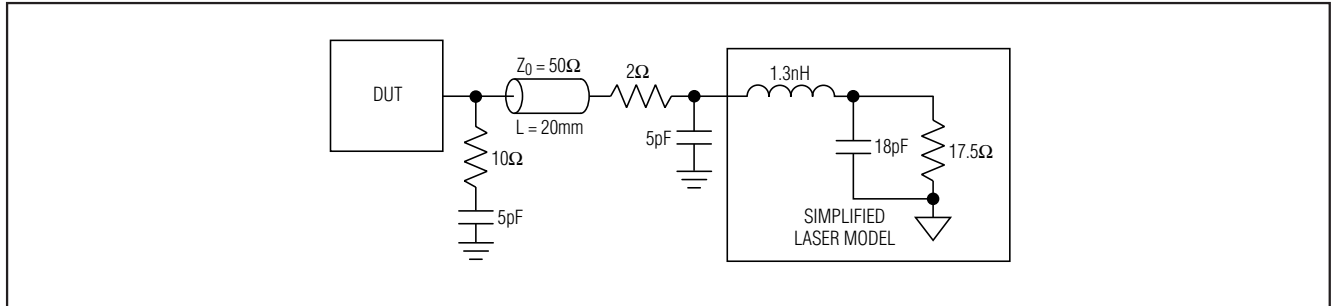 DUT
Z0 = 50Ω
L = 20mm
2Ω
10Ω
5pF
5pF
1.3nH
18pF
17.5Ω
SIMPLIFIED
LASER MODEL